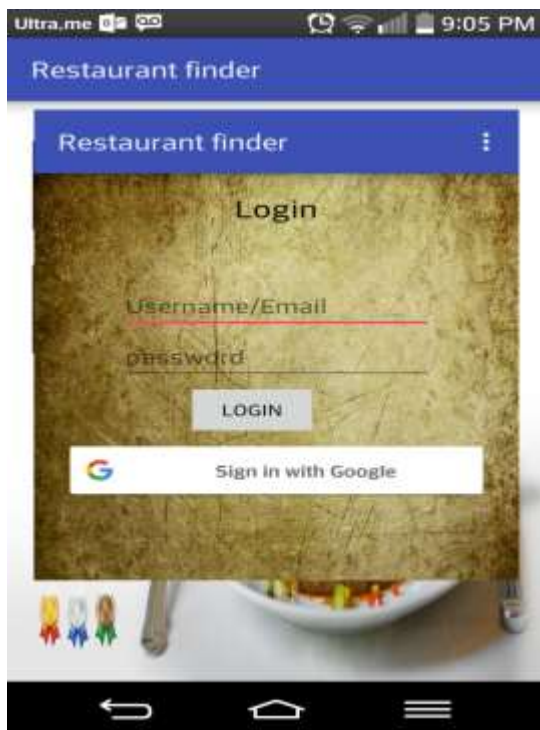 Ultra.me 9:05 PM
Restaurant finder
Restaurant finder
Login
Username/Email
password
LOGIN
Sign in with Google